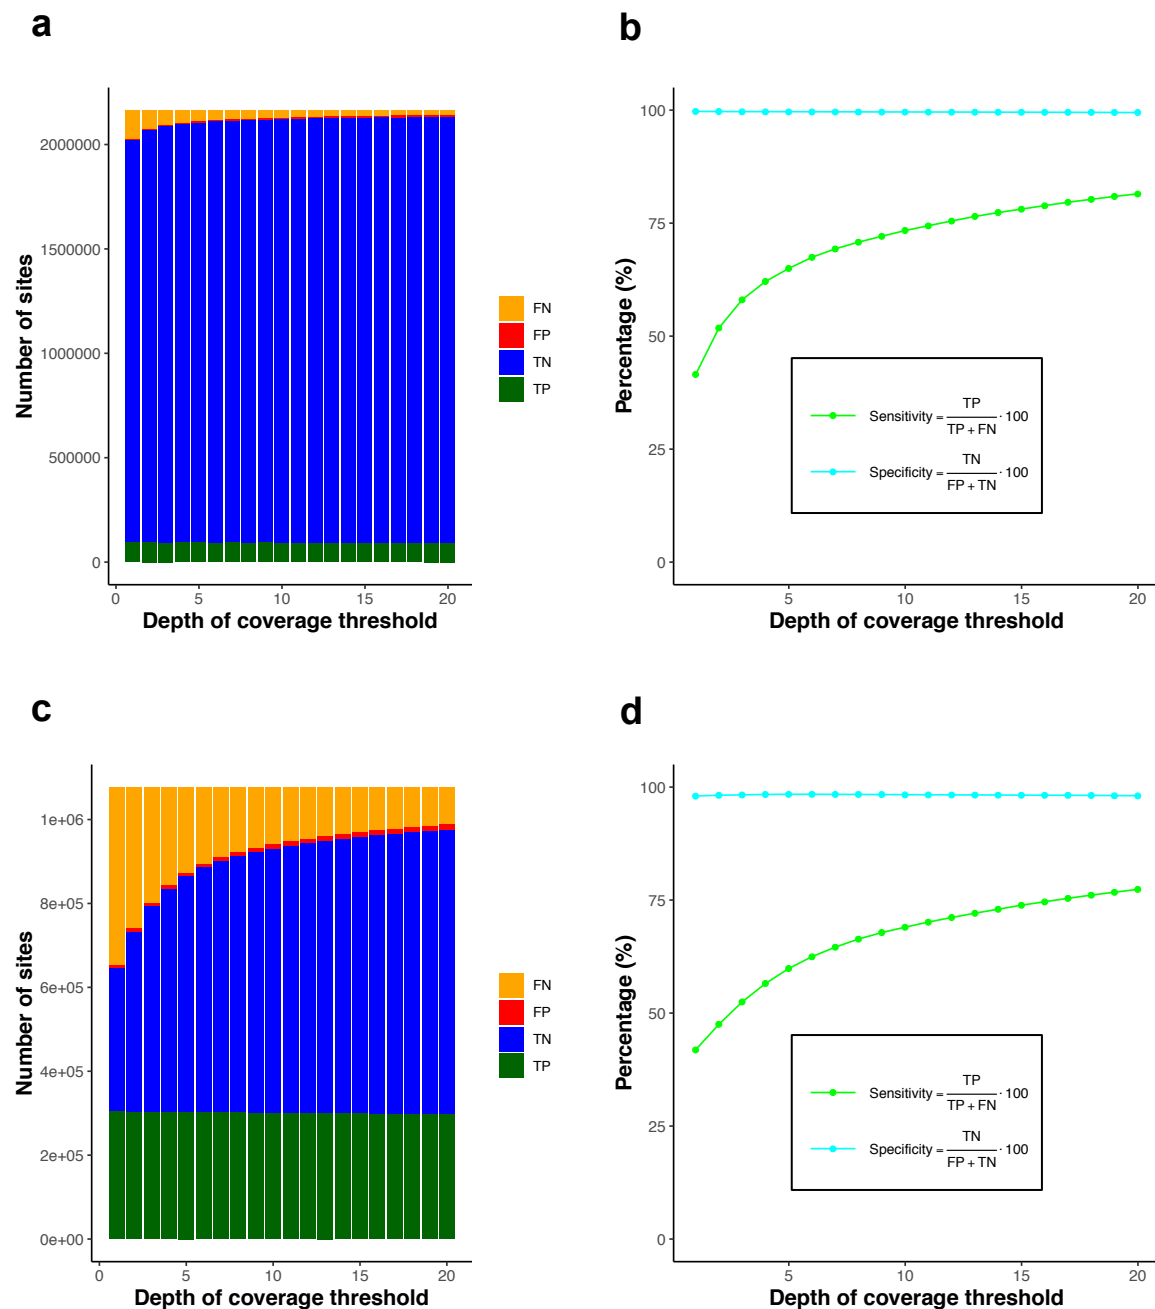 a
Number of sites
2000000
1500000
1000000
500000
0
0 5 10 15 20
Depth of coverage threshold
FN
FP
TN
TP
b
Percentage (%)
100
75
50
25
0
5 10 15 20
Depth of coverage threshold
Sensitivity = TP / TP + FN · 100
Specificity = TN / FP + TN · 100
c
Number of sites
1e+06
8e+05
6e+05
4e+05
2e+05
0e+00
0 5 10 15 20
Depth of coverage threshold
FN
FP
TN
TP
d
Percentage (%)
100
75
50
25
0
5 10 15 20
Depth of coverage threshold
Sensitivity = TP / TP + FN · 100
Specificity = TN / FP + TN · 100